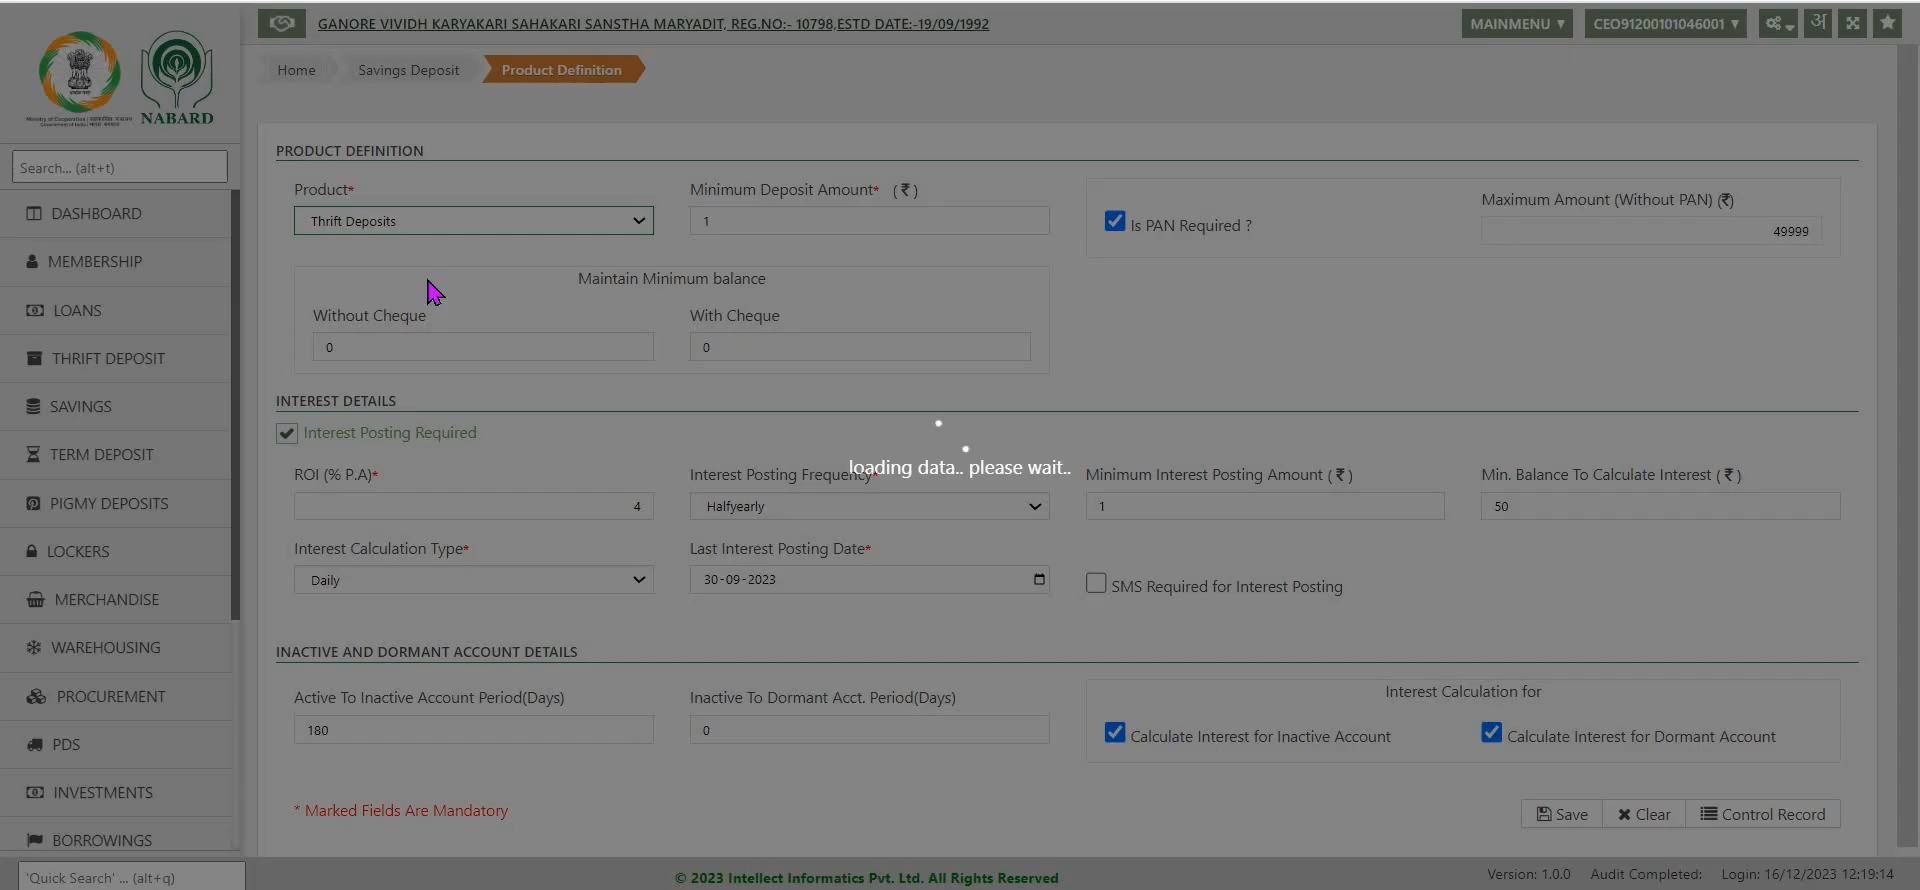 GANORE VIVIDH KARYAKARI SAHAKARI SANSTHA MARYADIT, REG.NO:- 10798,ESTD DATE:-19/09/1992
MAINMENU
CEO91200101046001
अ
NABARD
Home
Savings Deposit
Product Definition
Search... (alt+t)
DASHBOARD
MEMBERSHIP
LOANS
THRIFT DEPOSIT
SAVINGS
TERM DEPOSIT
PIGMY DEPOSITS
LOCKERS
MERCHANDISE
WAREHOUSING
PROCUREMENT
PDS
INVESTMENTS
BORROWINGS
'Quick Search' ... (alt+q)
PRODUCT DEFINITION
Product*
Minimum Deposit Amount* (₹)
Thrift Deposits
1
Is PAN Required ?
Maximum Amount (Without PAN) (₹)
49999
Maintain Minimum balance
Without Cheque
With Cheque
0
0
INTEREST DETAILS
Interest Posting Required
loading data.. please wait..
ROI (% P.A)*
Interest Posting Frequency*
Minimum Interest Posting Amount (₹)
Min. Balance To Calculate Interest (₹)
4
Halfyearly
1
50
Interest Calculation Type*
Last Interest Posting Date*
Daily
30-09-2023
SMS Required for Interest Posting
INACTIVE AND DORMANT ACCOUNT DETAILS
Active To Inactive Account Period(Days)
Inactive To Dormant Acct. Period(Days)
Interest Calculation for
180
0
Calculate Interest for Inactive Account
Calculate Interest for Dormant Account
* Marked Fields Are Mandatory
Save
Clear
Control Record
© 2023 Intellect Informatics Pvt. Ltd. All Rights Reserved
Version: 1.0.0
Audit Completed:
Login: 16/12/2023 12:19:14